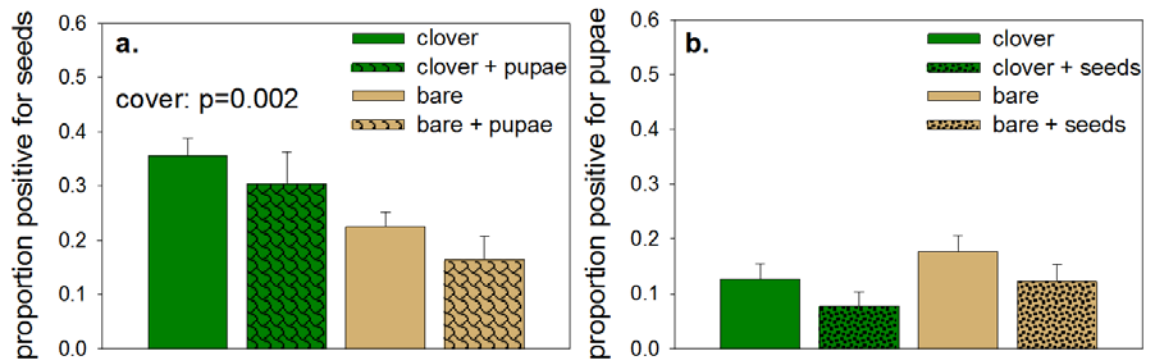 proportion positive for seeds
0.6
0.5
0.4
0.3
0.2
0.1
0.0
a.
clover
clover + pupae
bare
bare + pupae
cover: p=0.002
proportion positive for pupae
0.6
0.5
0.4
0.3
0.2
0.1
0.0
b.
clover
clover + seeds
bare
bare + seeds